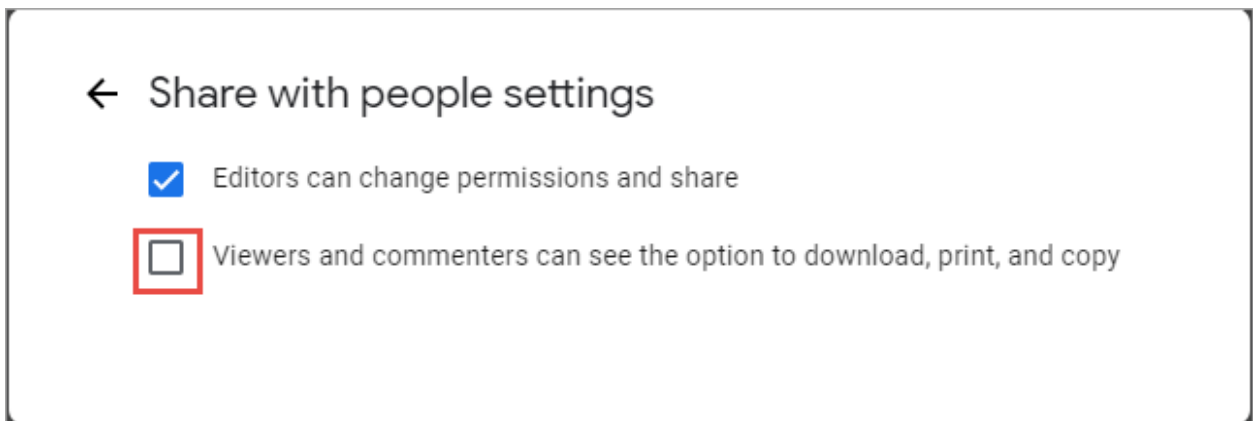 Share with people settings
Editors can change permissions and share
Viewers and commenters can see the option to download, print, and copy